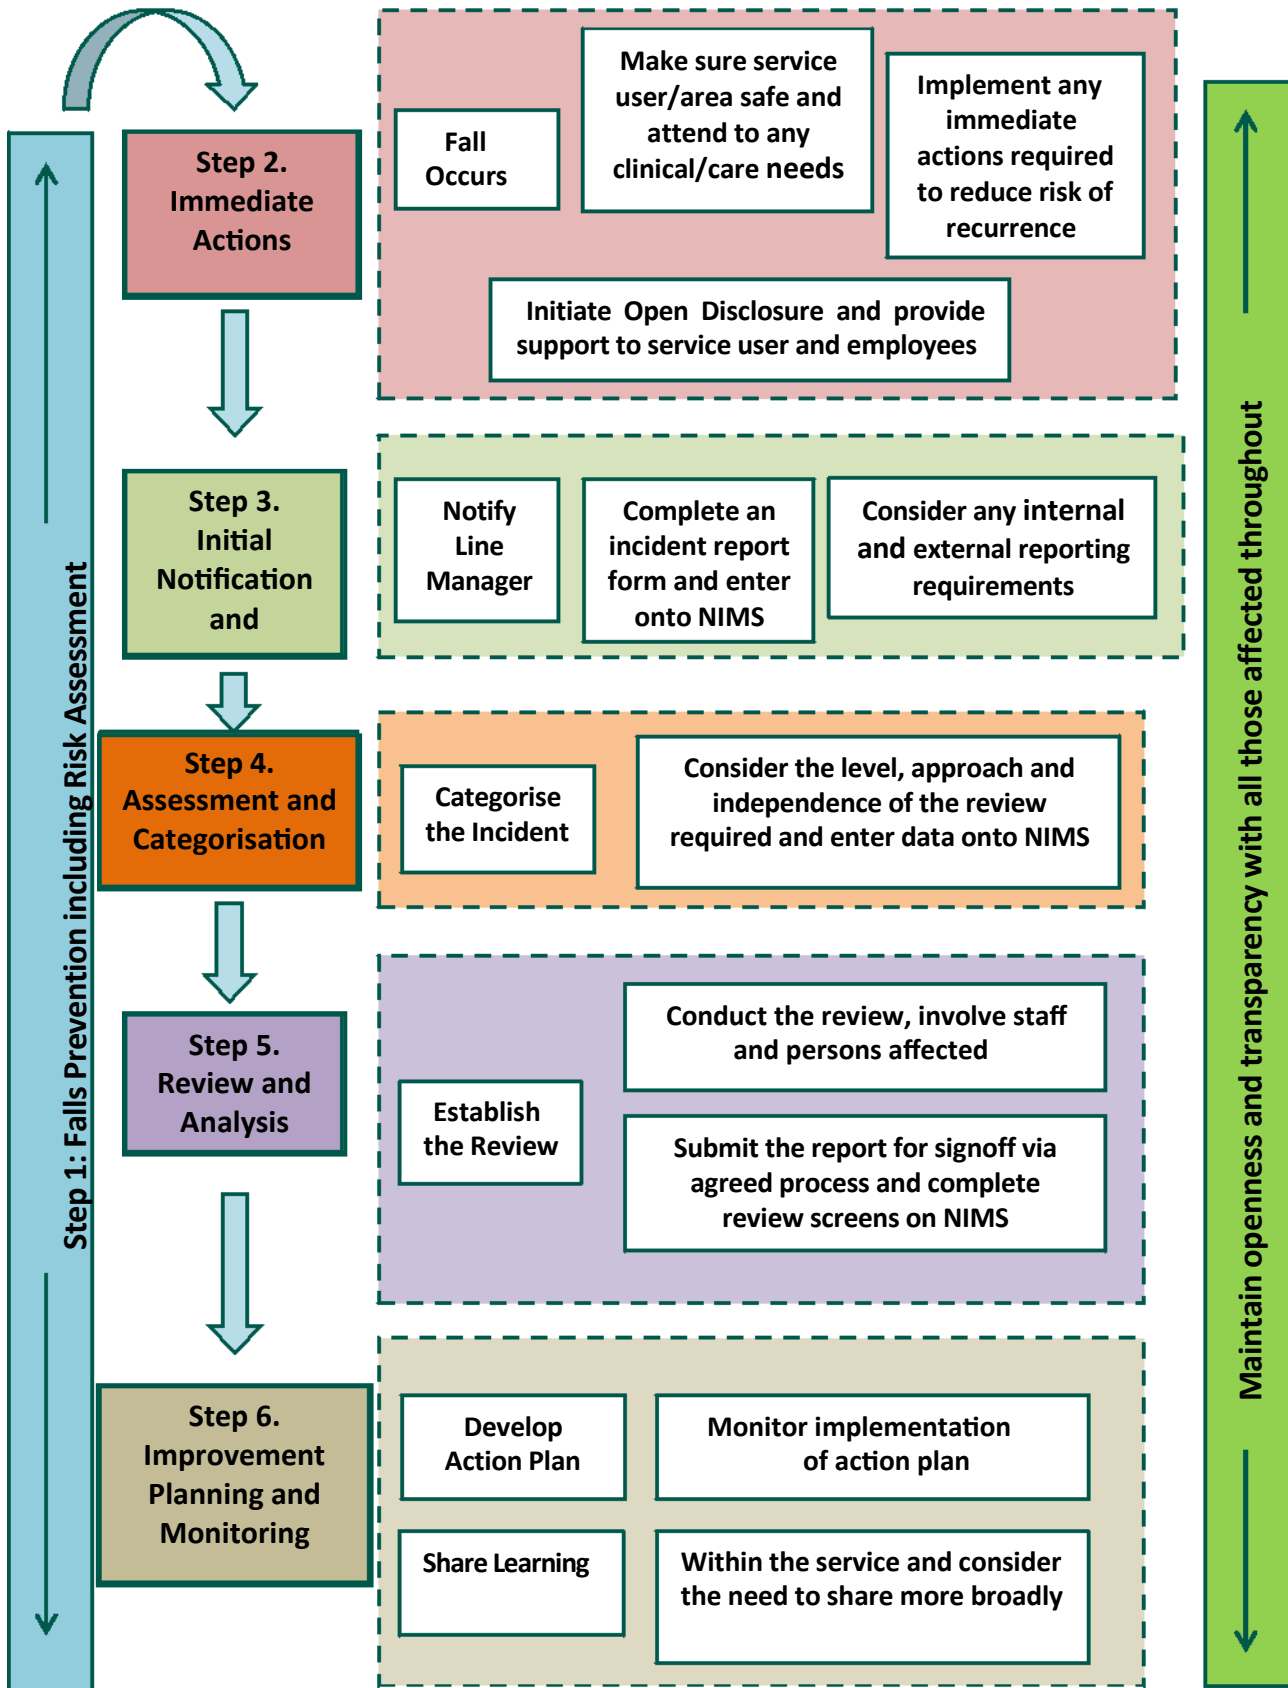 Step 1: Falls Prevention including Risk Assessment
Step 2.
Immediate
Actions
Fall
Occurs
Make sure service
user/area safe and
attend to any
clinical/care needs
Implement any
immediate
actions required
to reduce risk of
recurrence
Initiate Open Disclosure and provide
support to service user and employees
Step 3.
Initial
Notification
and
Notify
Line
Manager
Complete an
incident report
form and enter
onto NIMS
Consider any internal
and external reporting
requirements
Step 4.
Assessment and
Categorisation
Categorise
the Incident
Consider the level, approach and
independence of the review
required and enter data onto NIMS
Step 5.
Review and
Analysis
Establish
the Review
Conduct the review, involve staff
and persons affected
Submit the report for signoff via
agreed process and complete
review screens on NIMS
Step 6.
Improvement
Planning and
Monitoring
Develop
Action Plan
Monitor implementation
of action plan
Share Learning
Within the service and consider
the need to share more broadly
Maintain openness and transparency with all those affected throughout